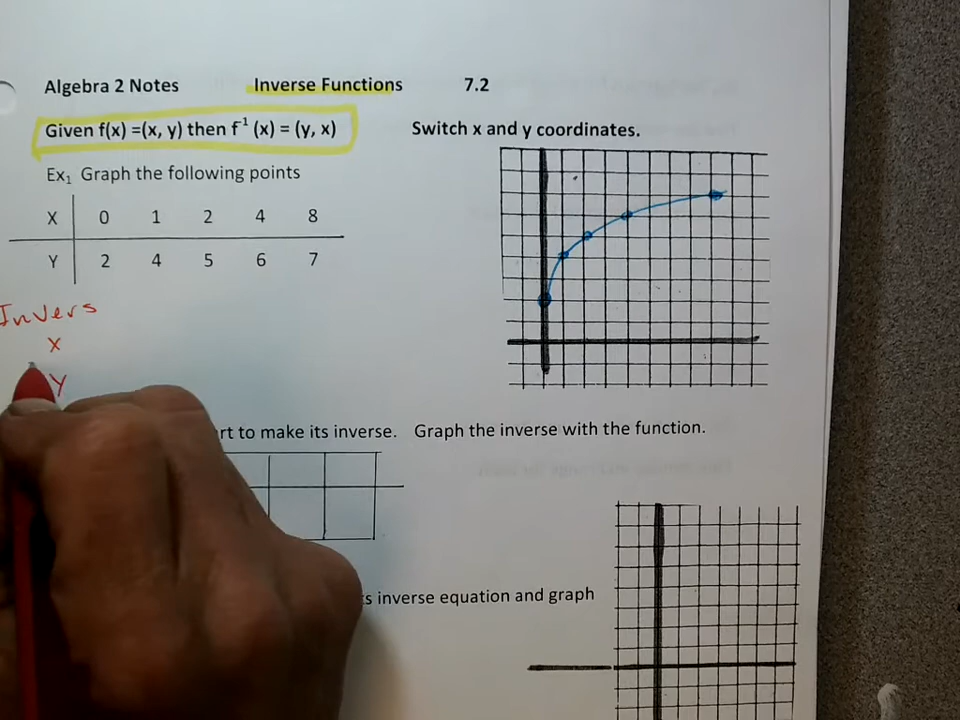 Algebra 2 Notes Inverse Functions 7.2
Given f(x) =(x, y) then f⁻¹ (x) = (y, x) Switch x and y coordinates.
Ex₁ Graph the following points
X 0 1 2 4 8
Y 2 4 5 6 7
Invers
X
Y
to make its inverse. Graph the inverse with the function.
inverse equation and graph